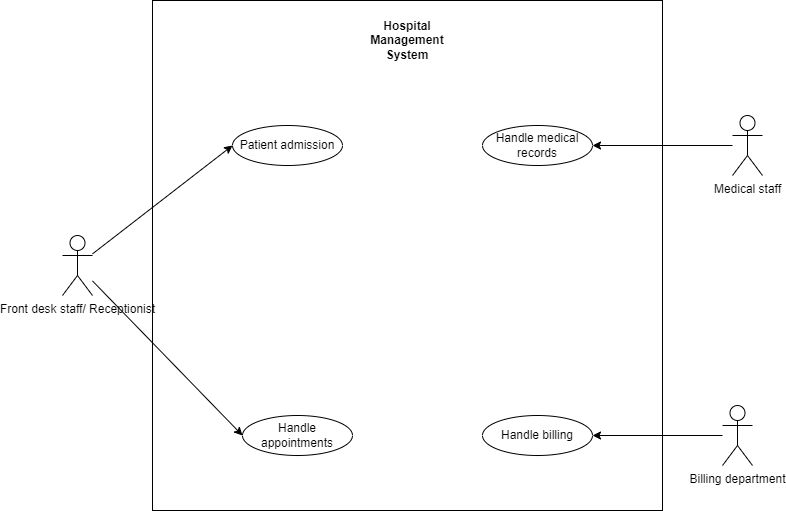 Hospital
Management
System
Patient admission
Handle medical
records
Medical staff
Front desk staff/ Receptionist
Handle
appointments
Handle billing
Billing department